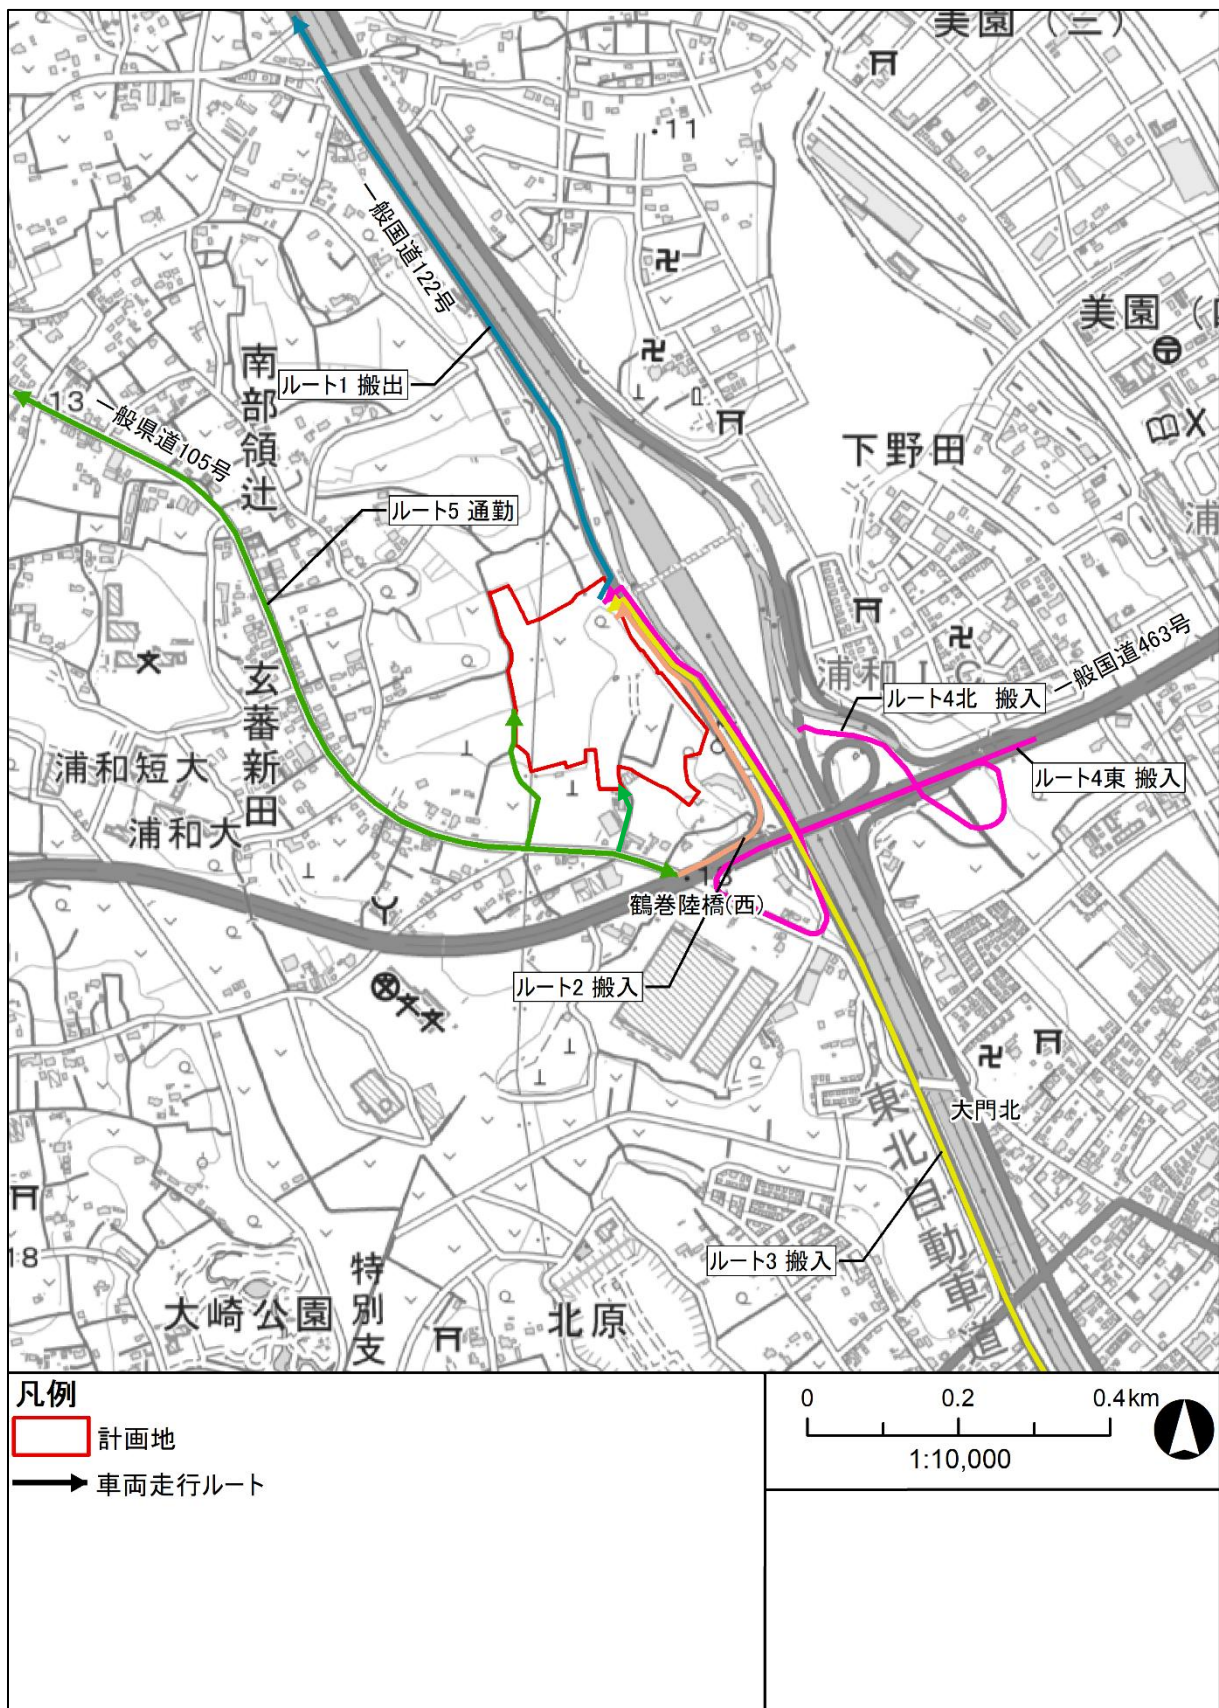 美園（三）
・11
一般国道122号
美園（
南部領辻
ルート1 搬出
13
一般県道105号
下野田
ルート5 通勤
浦
一般国道463号
浦和ＩＣ
玄蕃新田
ルート4北　搬入
浦和短大
ルート4東 搬入
浦和大
鶴巻陸橋(西)
ルート2 搬入
東北自動車道
大門北
18
ルート3 搬入
特別支
大崎公園
北原
凡例
計画地
車両走行ルート
0 0.2 0.4km
1:10,000